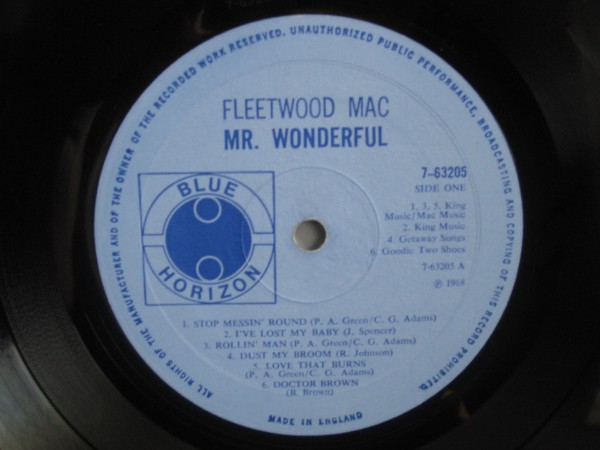 ALL RIGHTS OF THE MANUFACTURER AND OF THE OWNER OF THE RECORDED WORK RESERVED. UNAUTHORIZED PUBLIC PERFORMANCE, BROADCASTING AND COPYING OF THIS RECORD PROHIBITED.
FLEETWOOD MAC
MR. WONDERFUL
BLUE
HORIZON
7-63205
SIDE ONE
1, 3, 5, King
Music/Mac Music
2. King Music
4. Getaway Songs
6. Goodie Two Shoes
7-63205 A
℗ 1968
1. STOP MESSIN' ROUND (P. A. Green/C. G. Adams)
2. I'VE LOST MY BABY (J. Spencer)
3. ROLLIN' MAN (P. A. Green/C. G. Adams)
4. DUST MY BROOM (R. Johnson)
5. LOVE THAT BURNS
(P. A. Green/C. G. Adams)
6. DOCTOR BROWN
(B. Brown)
MADE IN ENGLAND